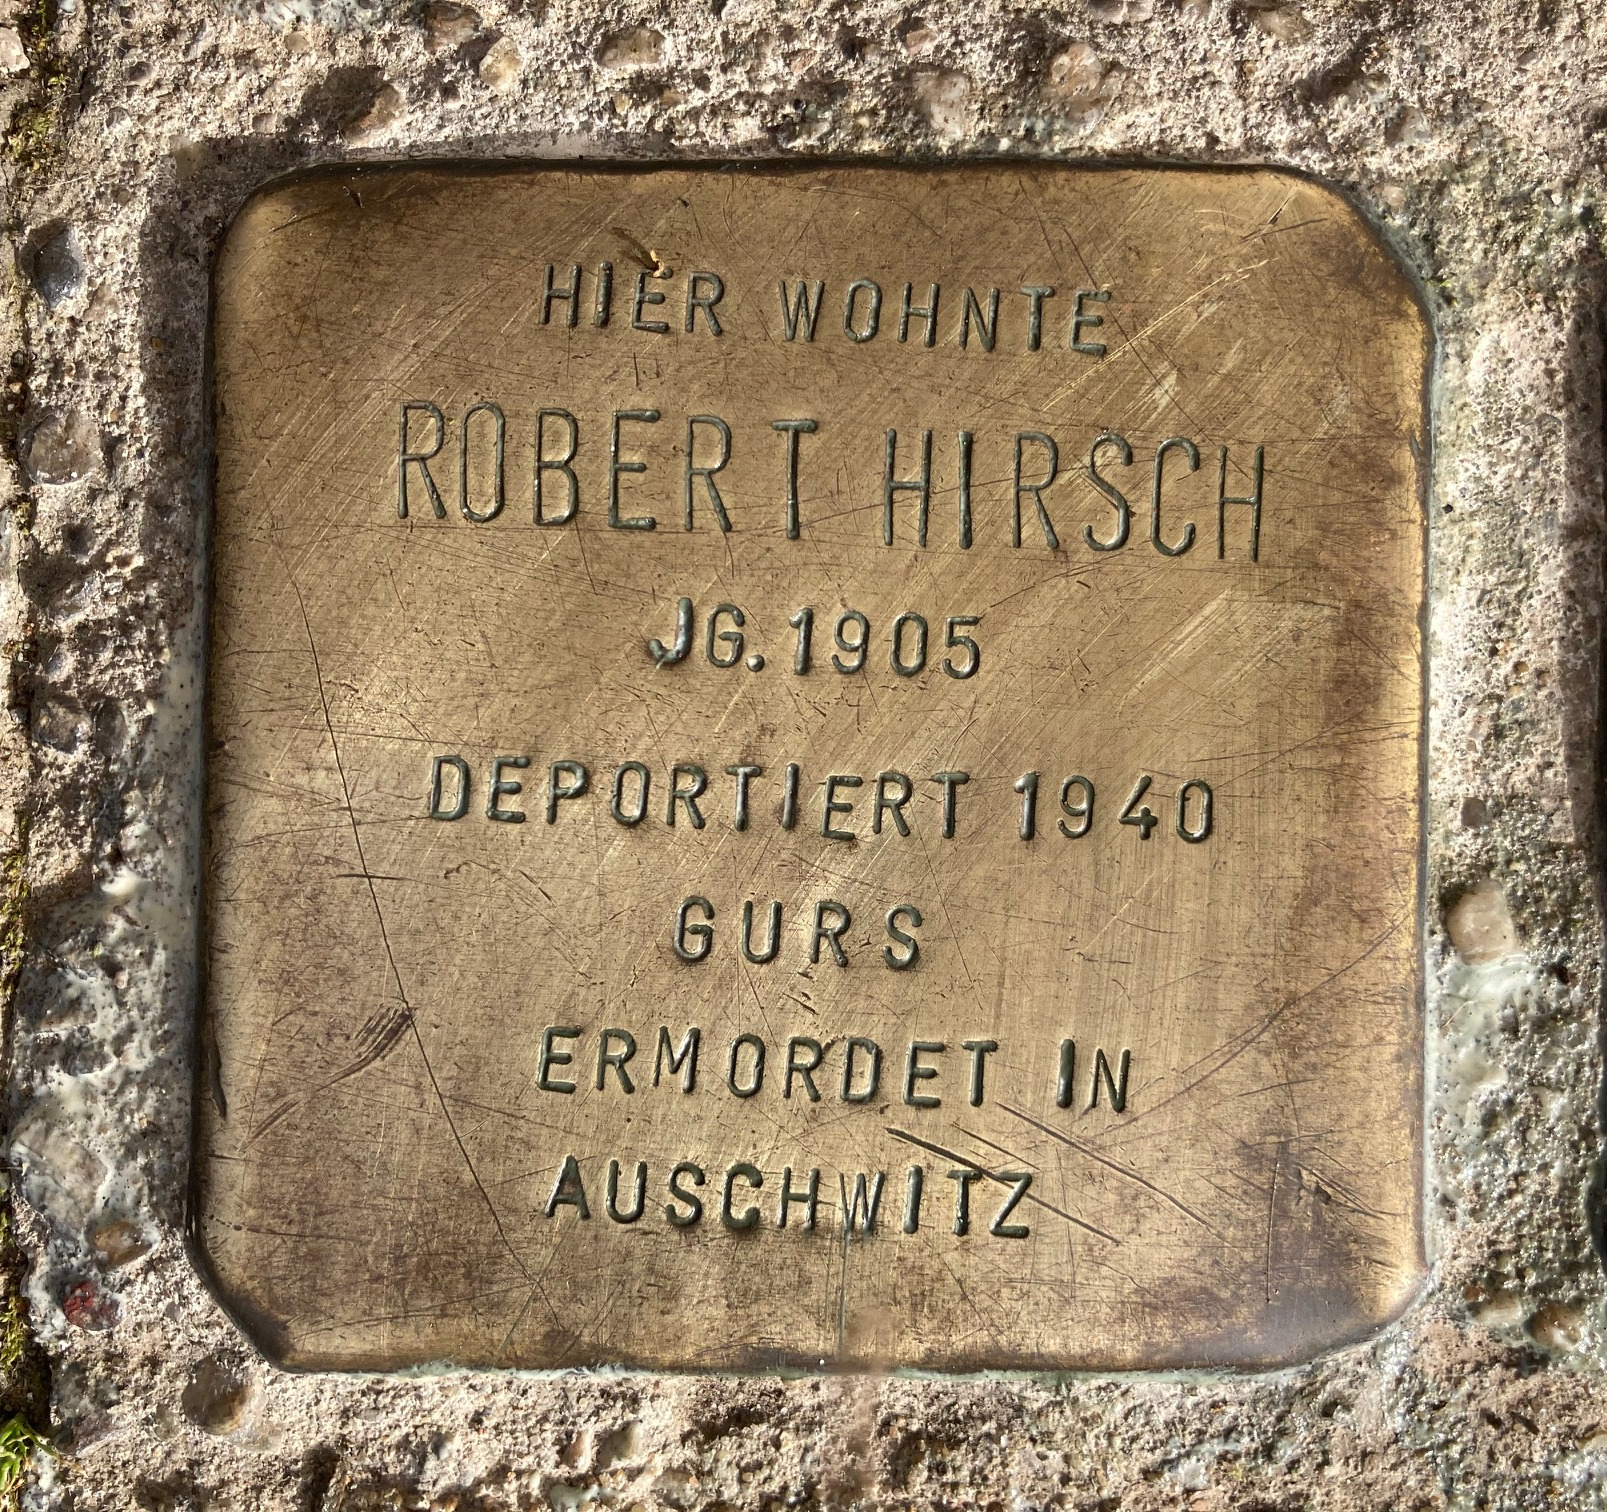 HIER WOHNTE
ROBERT HIRSCH
JG. 1905
DEPORTIERT 1940
GURS
ERMORDET IN
AUSCHWITZ